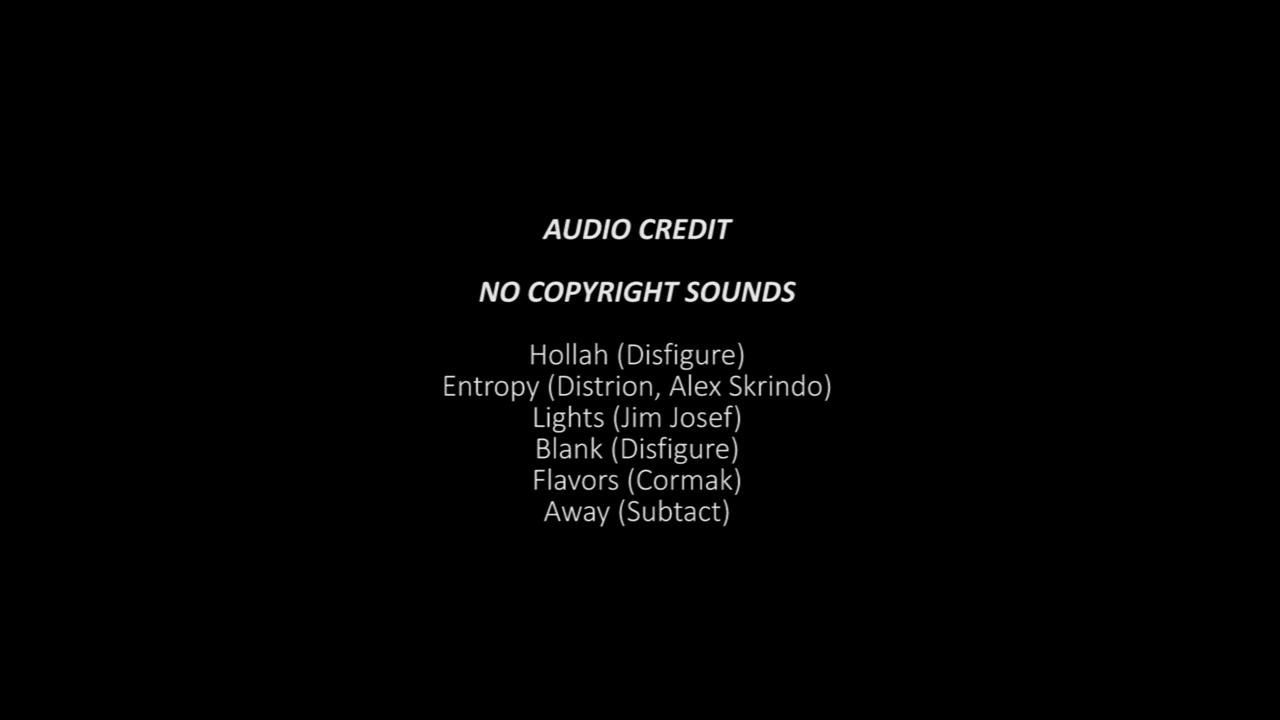 AUDIO CREDIT
NO COPYRIGHT SOUNDS
Hollah (Disfigure)
Entropy (Distrion, Alex Skrindo)
Lights (Jim Josef)
Blank (Disfigure)
Flavors (Cormak)
Away (Subtact)